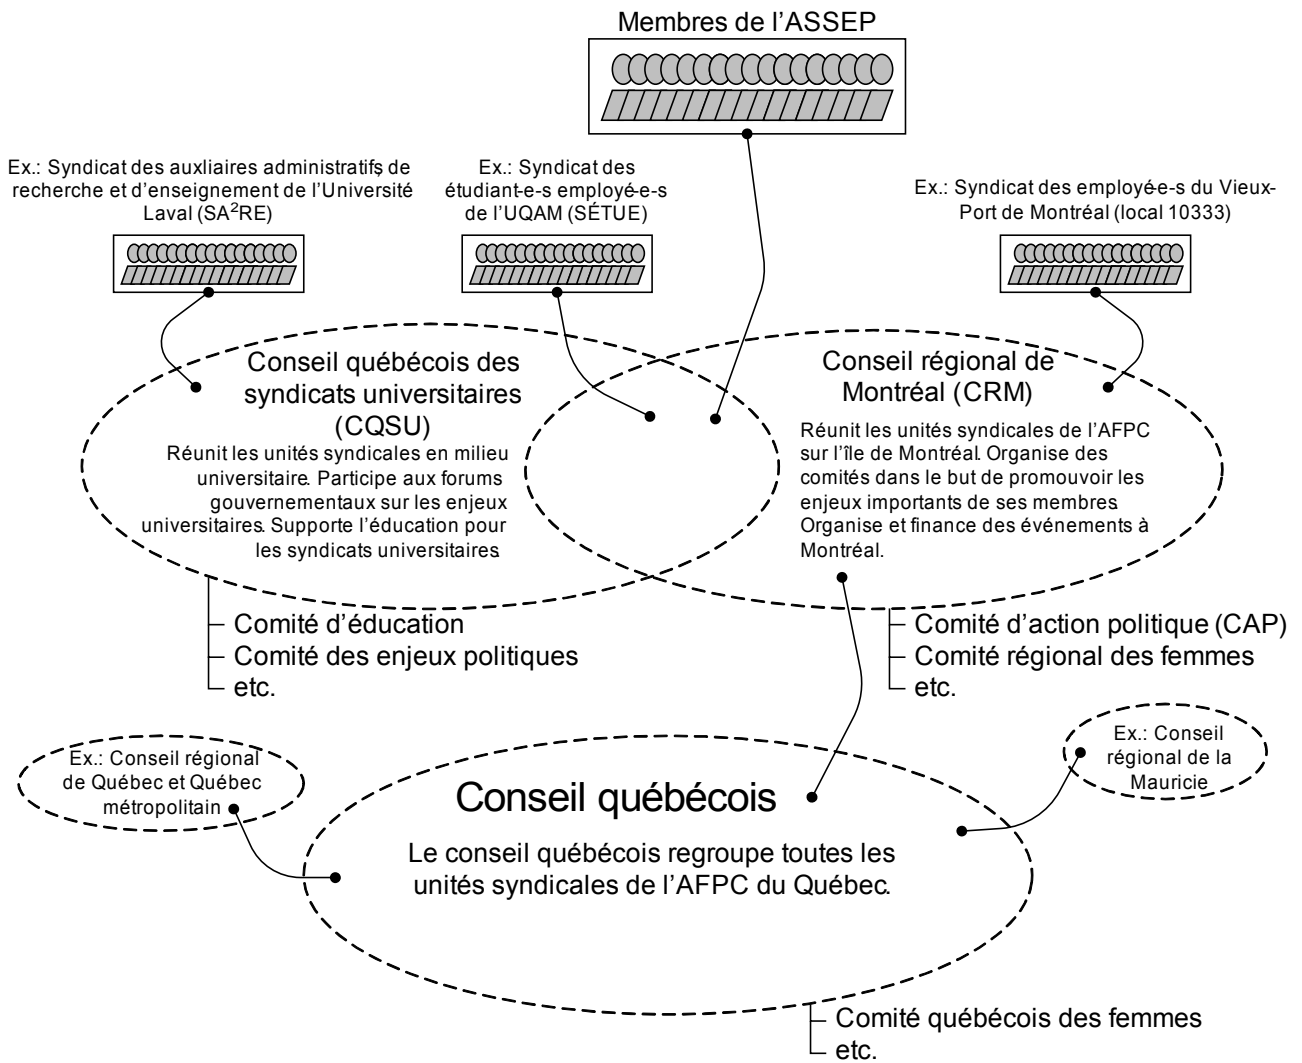 Membres de l'ASSEP
Ex.: Syndicat des auxliaires administratifs, de
recherche et d'enseignement de l'Université
Laval (SA²RE)
Ex.: Syndicat des
étudiant-e-s employé-e-s
de l'UQAM (SÉTUE)
Ex.: Syndicat des employé-e-s du Vieux-
Port de Montréal (local 10333)
Conseil québécois des
syndicats universitaires
(CQSU)
Réunit les unités syndicales en milieu
universitaire. Participe aux forums
gouvernementaux sur les enjeux
universitaires. Supporte l'éducation pour
les syndicats universitaires.
Conseil régional de
Montréal (CRM)
Réunit les unités syndicales de l'AFPC
sur l'île de Montréal. Organise des
comités dans le but de promouvoir les
enjeux importants de ses membres.
Organise et finance des événements à
Montréal.
Comité d'éducation
Comité des enjeux politiques
etc.
Comité d'action politique (CAP)
Comité régional des femmes
etc.
Ex.: Conseil régional
de Québec et Québec
métropolitain
Ex.: Conseil
régional de la
Mauricie
Conseil québécois
Le conseil québécois regroupe toutes les
unités syndicales de l'AFPC du Québec.
Comité québécois des femmes
etc.